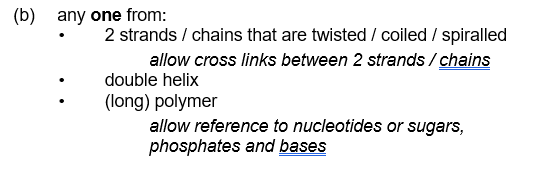 (b) any one from:
• 2 strands / chains that are twisted / coiled / spiralled
allow cross links between 2 strands / chains
• double helix
• (long) polymer
allow reference to nucleotides or sugars,
phosphates and bases